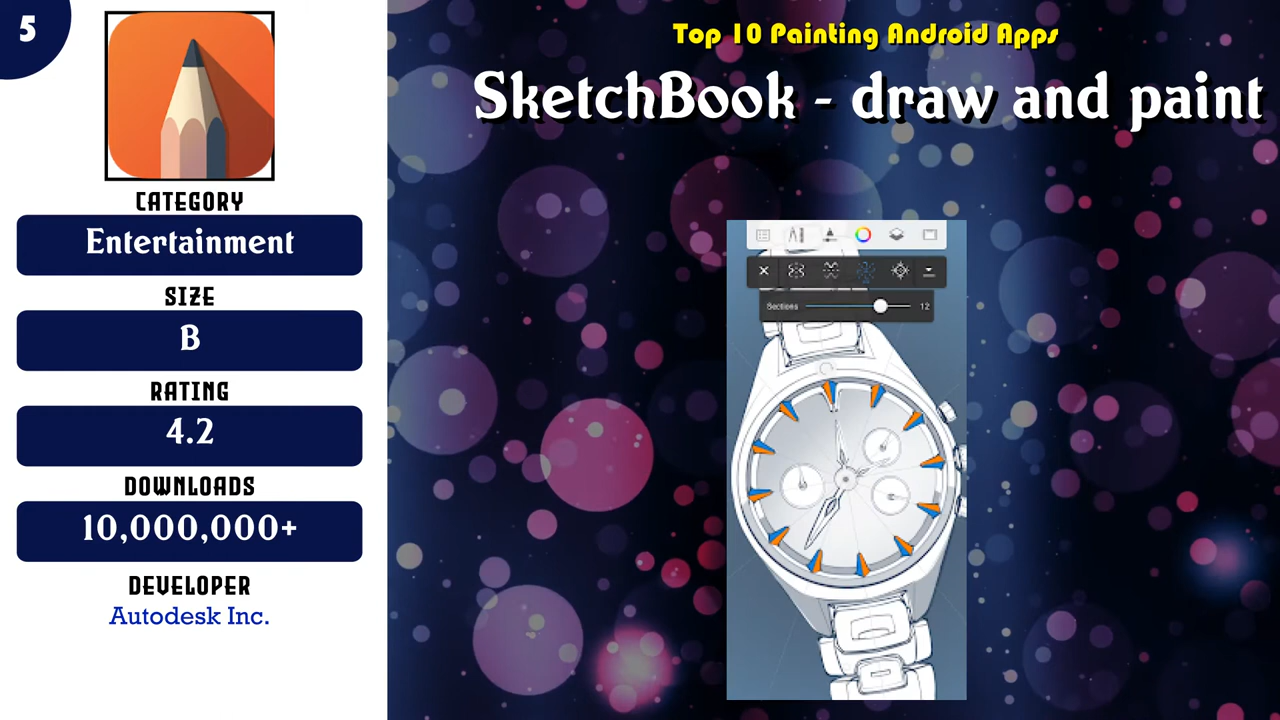 5
CATEGORY
Entertainment
SIZE
B
RATING
4.2
DOWNLOADS
10,000,000+
DEVELOPER
Autodesk Inc.
Top 10 Painting Android Apps
SketchBook - draw and paint
Sections 12